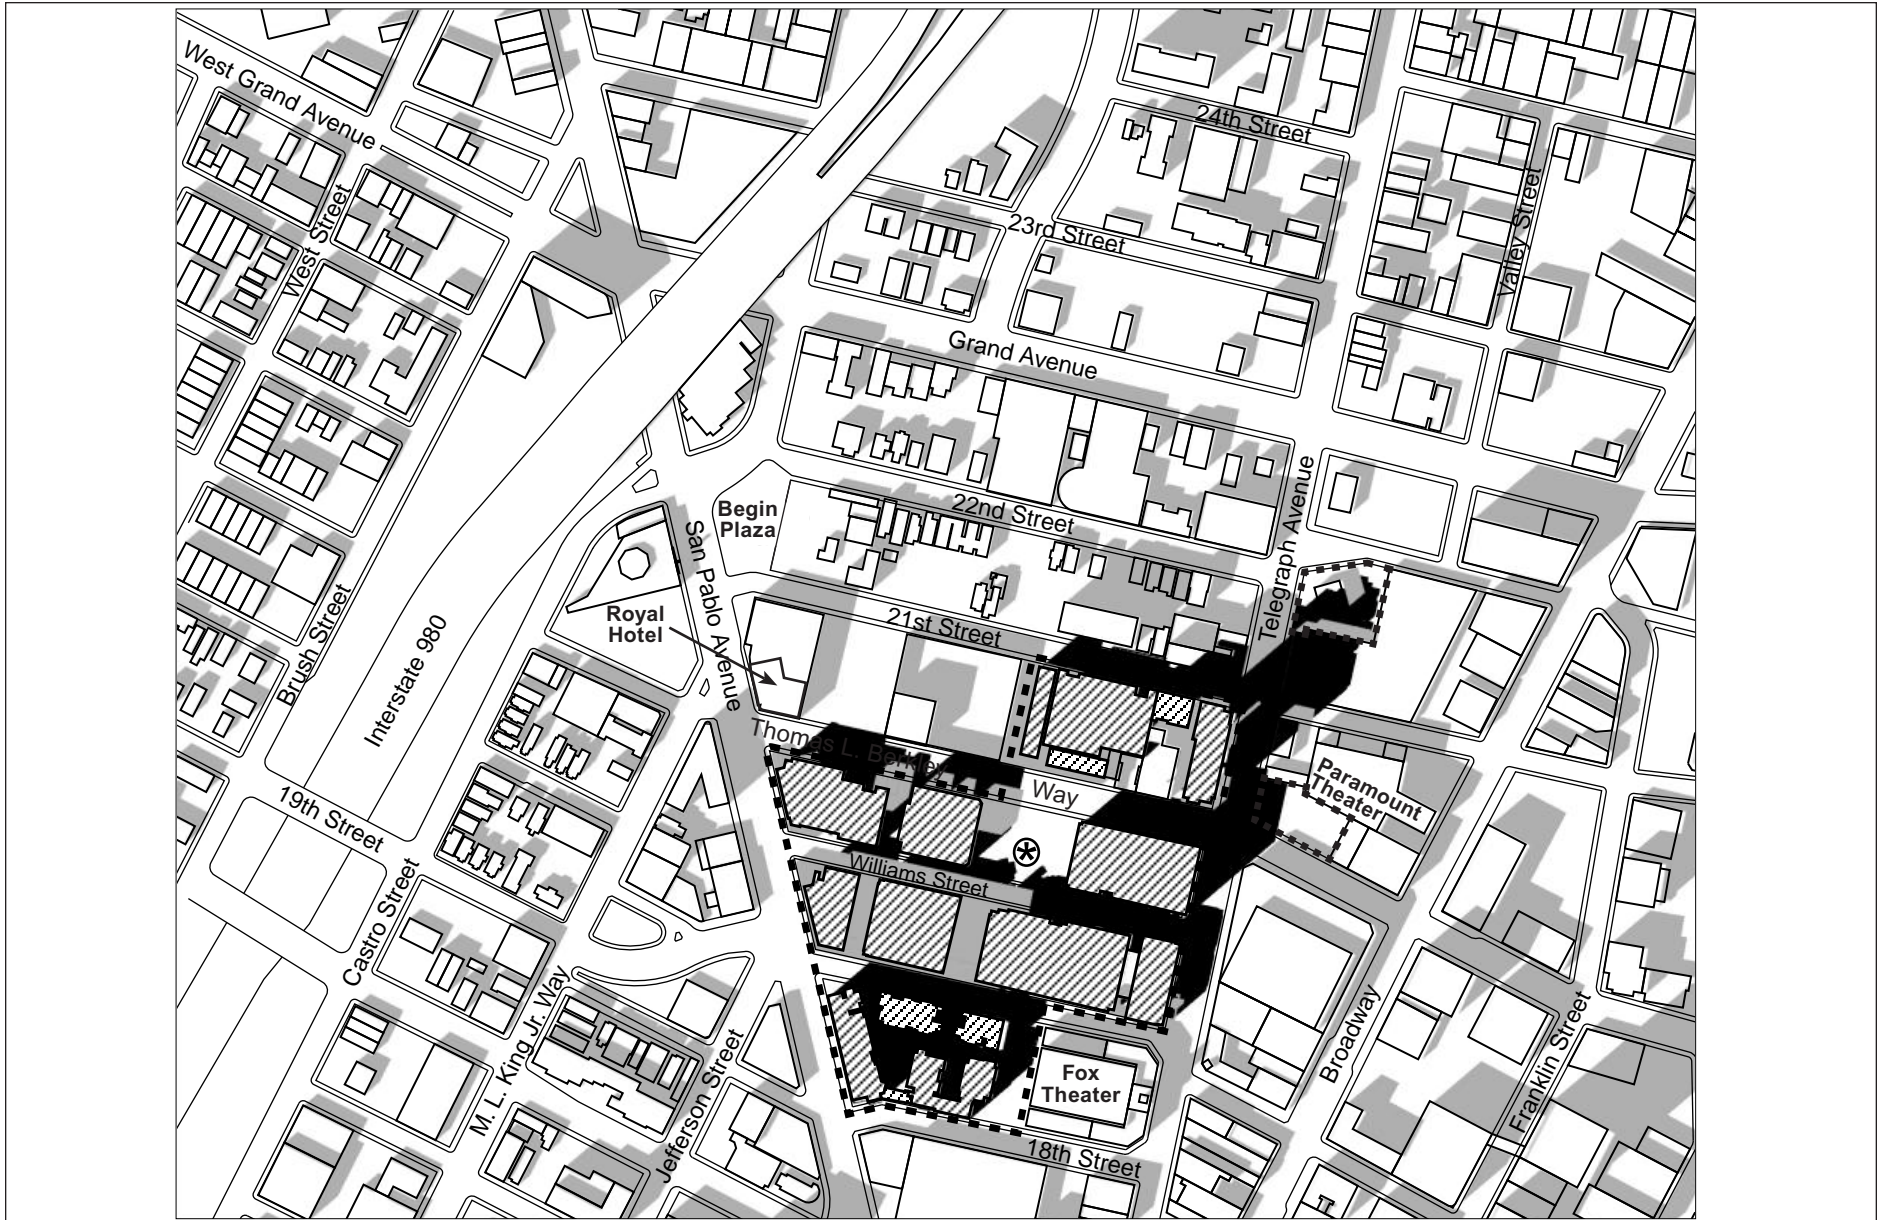 West Grand Avenue
24th Street
West Street
Valley Street
23rd Street
Grand Avenue
Begin
Plaza
22nd Street
Telegraph Avenue
San Pablo Avenue
Royal
Hotel
21st Street
Brush Street
Interstate 980
Thomas L. Berkley
Way
Paramount
Theater
19th Street
Williams Street
Castro Street
M. L. King Jr. Way
Jefferson Street
Broadway
Franklin Street
Fox
Theater
18th Street